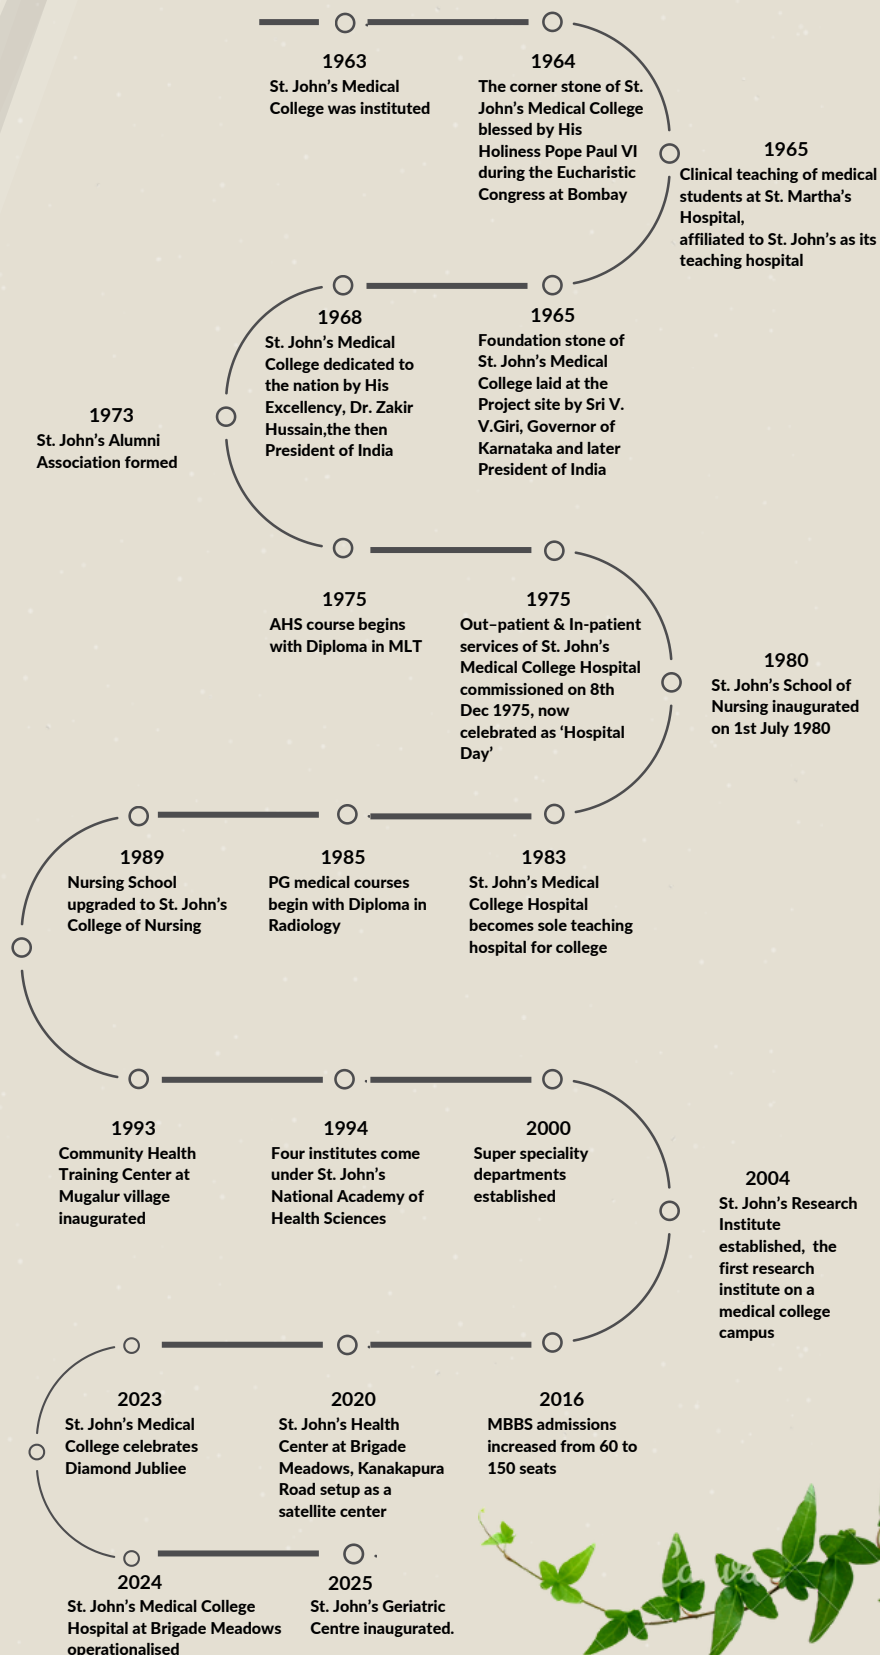 1963
St. John's Medical
College was instituted
1964
The corner stone of St.
John's Medical College
blessed by His
Holiness Pope Paul VI
during the Eucharistic
Congress at Bombay
1965
Clinical teaching of medical
students at St. Martha's
Hospital,
affiliated to St. John's as its
teaching hospital
1965
Foundation stone of
St. John's Medical
College laid at the
Project site by Sri V.
V.Giri, Governor of
Karnataka and later
President of India
1968
St. John's Medical
College dedicated to
the nation by His
Excellency, Dr. Zakir
Hussain,the then
President of India
1973
St. John's Alumni
Association formed
1975
AHS course begins
with Diploma in MLT
1975
Out–patient & In-patient
services of St. John's
Medical College Hospital
commissioned on 8th
Dec 1975, now
celebrated as ‘Hospital
Day’
1980
St. John's School of
Nursing inaugurated
on 1st July 1980
1983
St. John's Medical
College Hospital
becomes sole teaching
hospital for college
1985
PG medical courses
begin with Diploma in
Radiology
1989
Nursing School
upgraded to St. John's
College of Nursing
1993
Community Health
Training Center at
Mugalur village
inaugurated
1994
Four institutes come
under St. John's
National Academy of
Health Sciences
2000
Super speciality
departments
established
2004
St. John's Research
Institute
established,  the
first research
institute on a
medical college
campus
2016
MBBS admissions
increased from 60 to
150 seats
2020
St. John's Health
Center at Brigade
Meadows, Kanakapura
Road setup as a
satellite center
2023
St. John's Medical
College celebrates
Diamond Jubliee
2024
St. John's Medical College
Hospital at Brigade Meadows
operationalised
2025
St. John's Geriatric
Centre inaugurated.
Canva